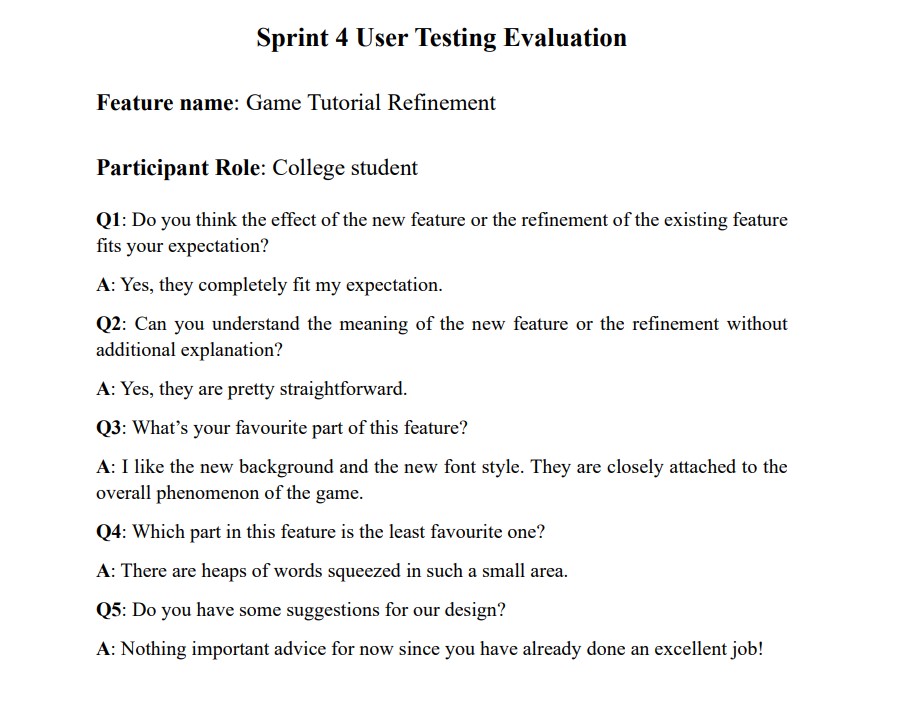 Sprint 4 User Testing Evaluation
Feature name: Game Tutorial Refinement
Participant Role: College student
Q1: Do you think the effect of the new feature or the refinement of the existing feature
fits your expectation?
A: Yes, they completely fit my expectation.
Q2: Can you understand the meaning of the new feature or the refinement without
additional explanation?
A: Yes, they are pretty straightforward.
Q3: What’s your favourite part of this feature?
A: I like the new background and the new font style. They are closely attached to the
overall phenomenon of the game.
Q4: Which part in this feature is the least favourite one?
A: There are heaps of words squeezed in such a small area.
Q5: Do you have some suggestions for our design?
A: Nothing important advice for now since you have already done an excellent job!